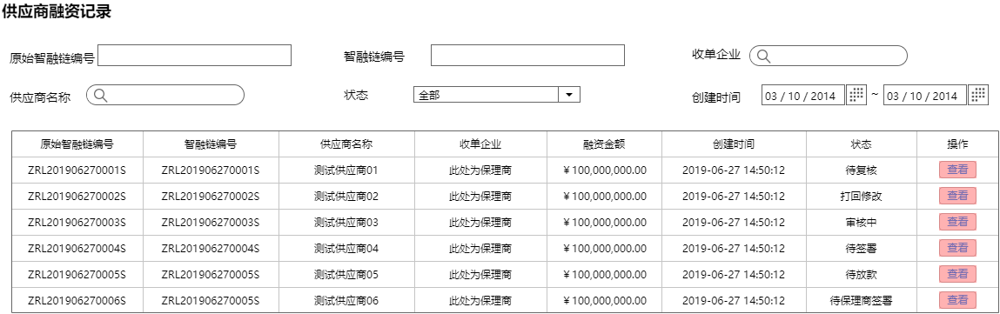 供应商融资记录
原始智融链编号 智融链编号 收单企业
供应商名称 状态 全部 创建时间 03 / 10 / 2014 ~ 03 / 10 / 2014
原始智融链编号 智融链编号 供应商名称 收单企业 融资金额 创建时间 状态 操作
ZRL201906270001S ZRL201906270001S 测试供应商01 此处为保理商 ￥100,000,000.00 2019-06-27 14:50:12 待复核 查看
ZRL201906270002S ZRL201906270002S 测试供应商02 此处为保理商 ￥100,000,000.00 2019-06-27 14:50:12 打回修改 查看
ZRL201906270003S ZRL201906270003S 测试供应商03 此处为保理商 ￥100,000,000.00 2019-06-27 14:50:12 审核中 查看
ZRL201906270004S ZRL201906270004S 测试供应商04 此处为保理商 ￥100,000,000.00 2019-06-27 14:50:12 待签署 查看
ZRL201906270005S ZRL201906270005S 测试供应商05 此处为保理商 ￥100,000,000.00 2019-06-27 14:50:12 待放款 查看
ZRL201906270006S ZRL201906270005S 测试供应商06 此处为保理商 ￥100,000,000.00 2019-06-27 14:50:12 待保理商签署 查看